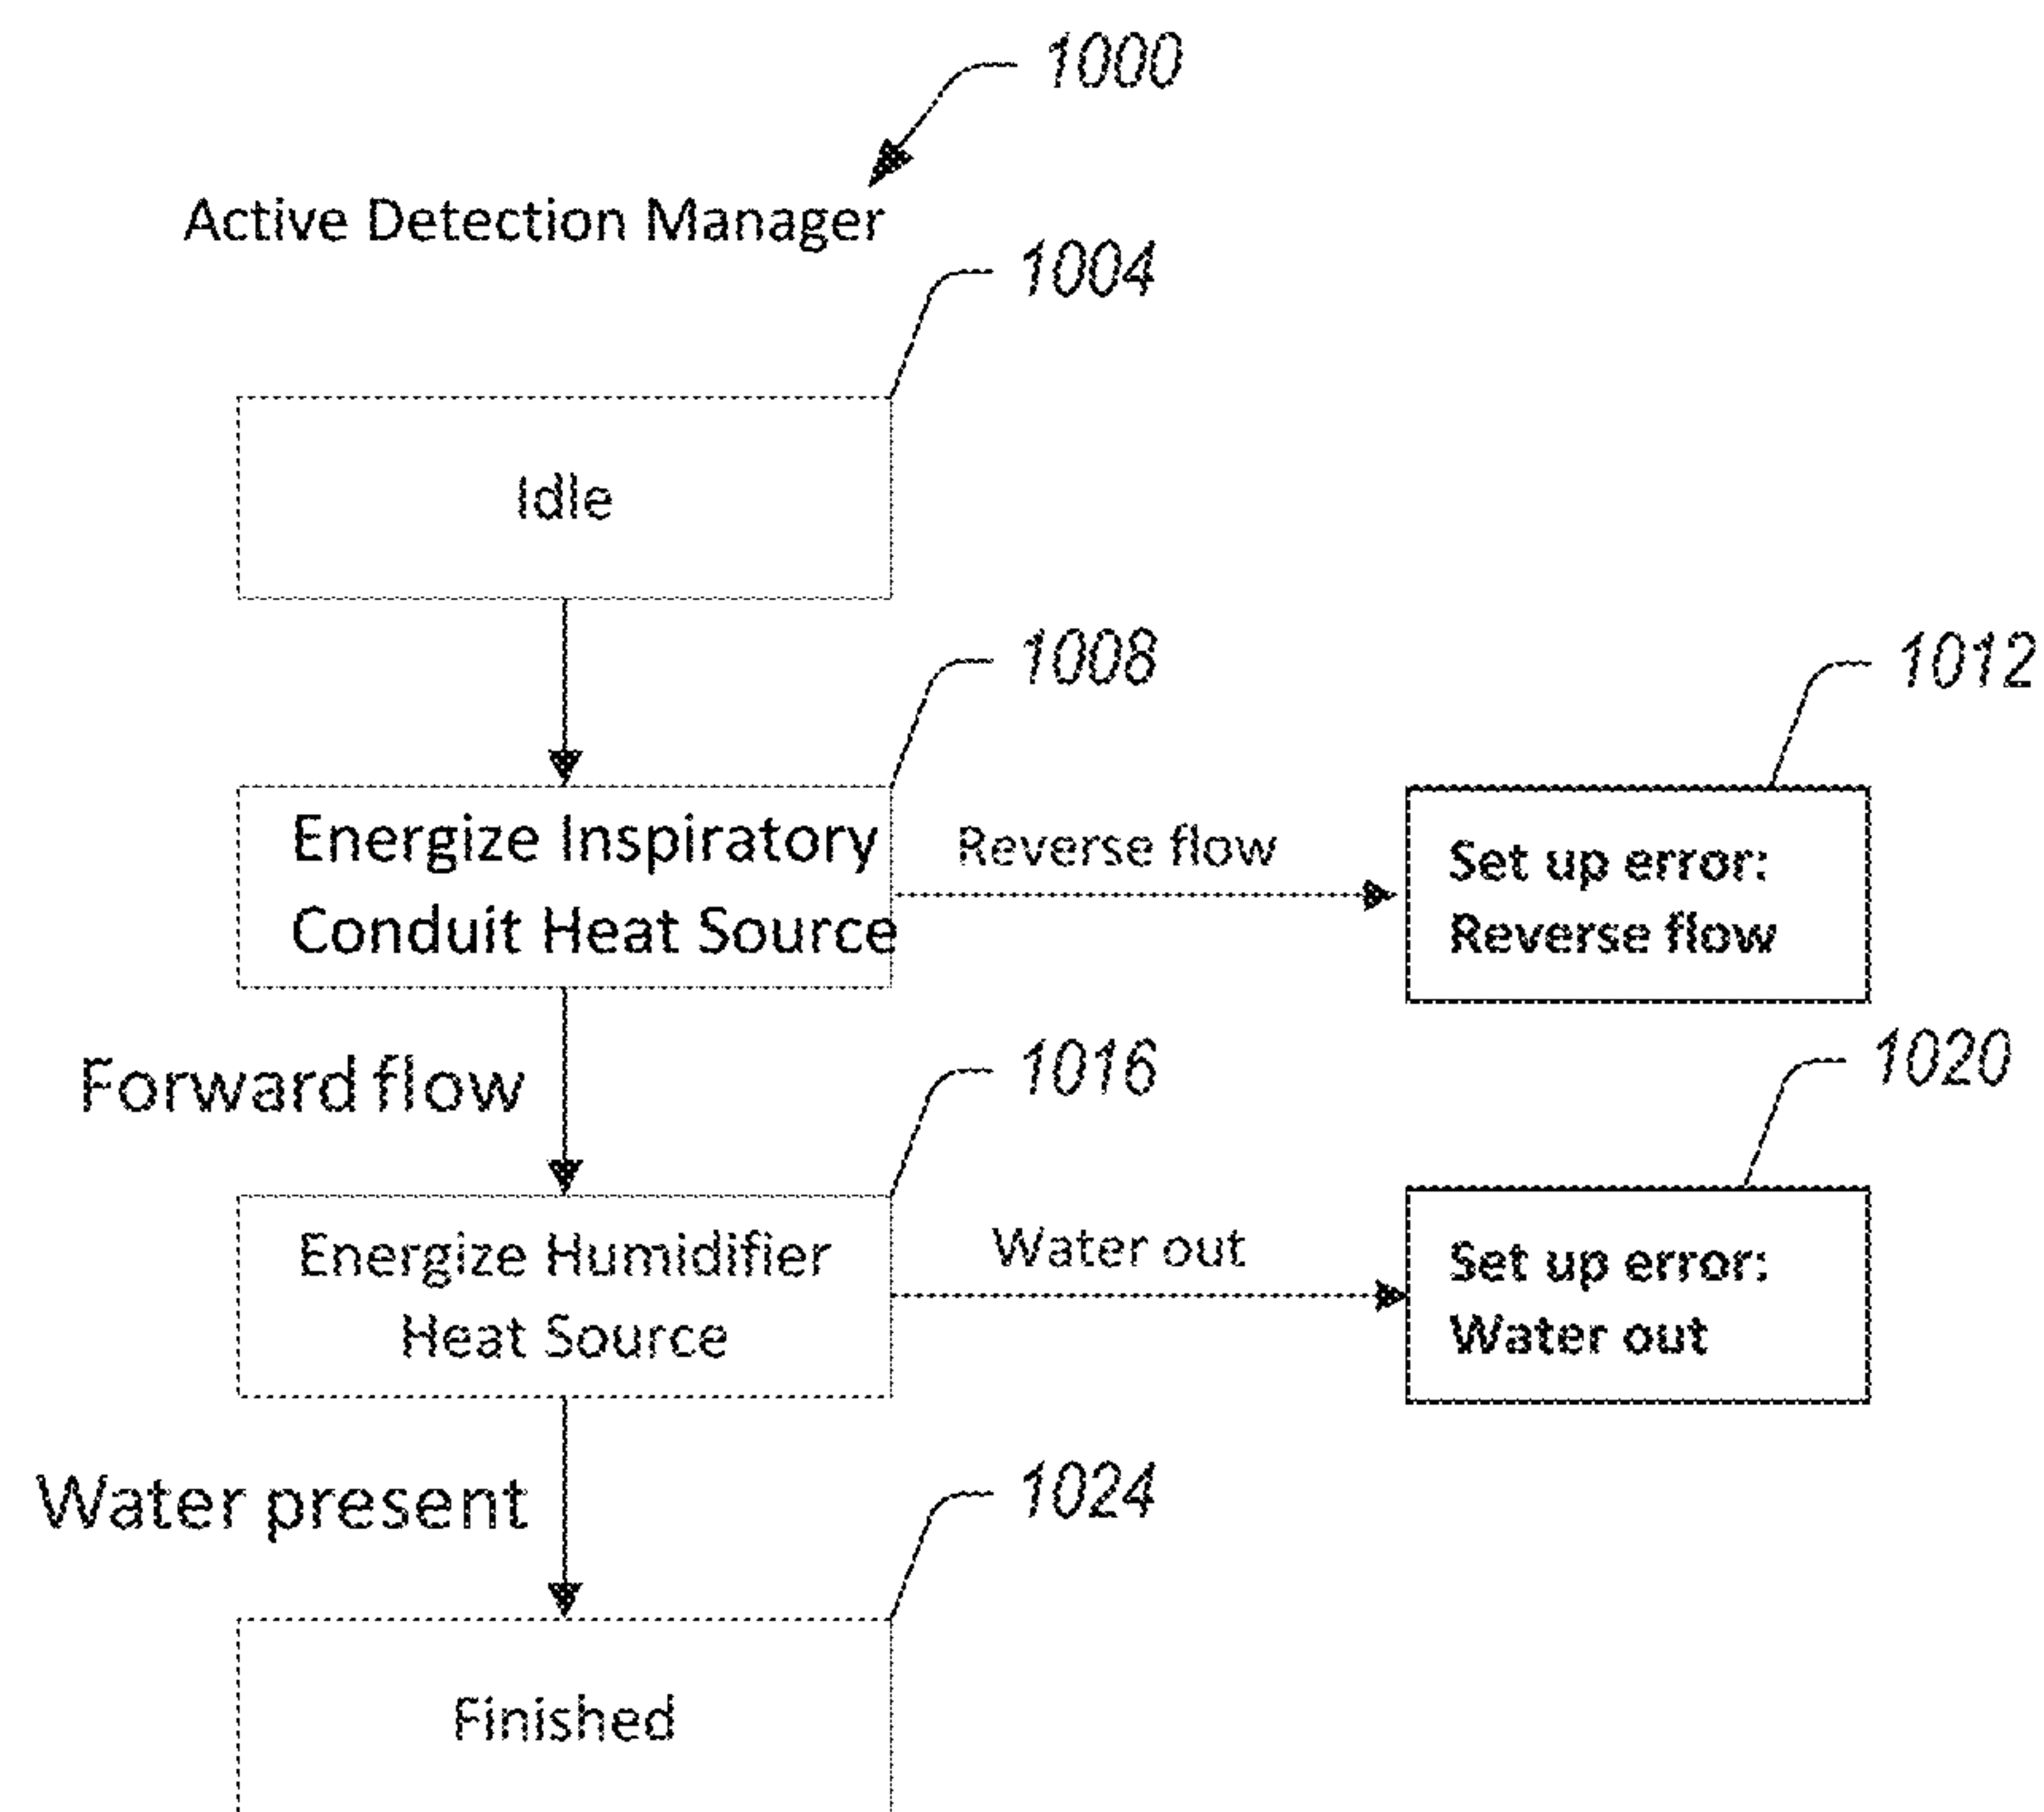 1000
Active Detection Manager
1004
Idle
1008
1012
Energize Inspiratory
Conduit Heat Source
Reverse flow
Set up error:
Reverse flow
Forward flow
1016
1020
Energize Humidifier
Heat Source
Water out
Set up error:
Water out
Water present
1024
Finished